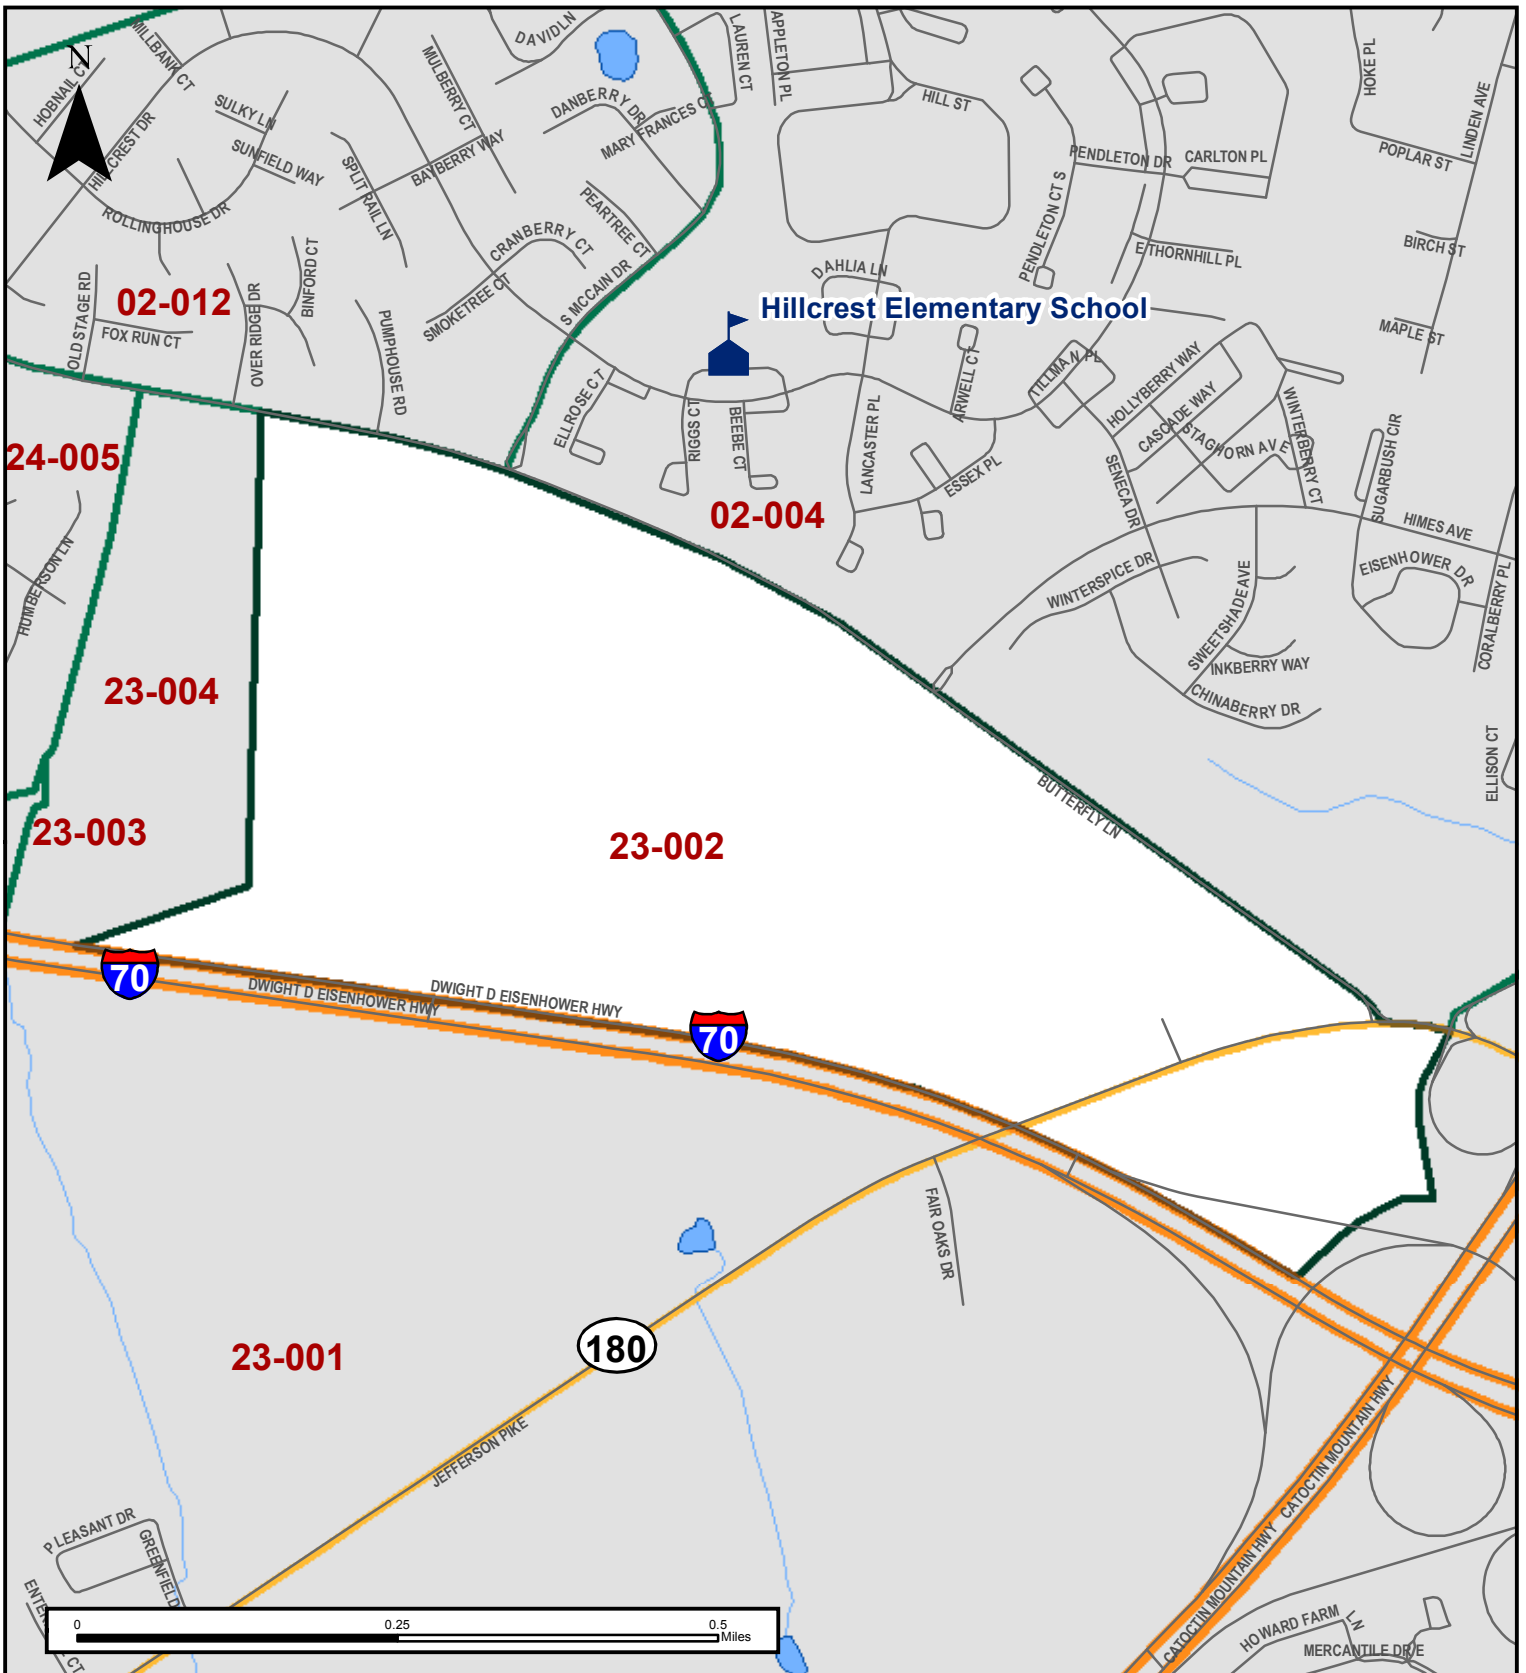 N
DAVID LN
LAUREN CT
APPLETON PL
HOKE PL
LINDEN AVE
MILLBANK CT
HOBNAIL C
HILLCREST DR
SULKY LN
SUNFIELD WAY
MULBERRY CT
BAYBERRY WAY
DANBERRY DR
MARY FRANCES C
HILL ST
PENDLETON DR
CARLTON PL
POPLAR ST
ROLLINGHOUSE DR
SPLIT RAIL LN
PEARTREE CT
CRANBERRY CT
PENDLETON CT S
E THORNHILL PL
BIRCH ST
OLD STAGE RD
02-012
BINFORD CT
OVER RIDGE DR
FOX RUN CT
PUMPHOUSE RD
SMOKETREE CT
S MCCAIN DR
DAHLIA LN
Hillcrest Elementary School
MAPLE ST
ELLROSE CT
RIGGS CT
BEEBE CT
LANCASTER PL
ARWELL CT
TILLMAN PL
HOLLYBERRY WAY
CASCADE WAY
STAGHORN AVE
WINTERBERRY CT
SUGARBUSH CIR
24-005
02-004
ESSEX PL
SENECA DR
HIMES AVE
HUMBERSON LN
WINTERSPICE DR
SWEETSHADE AVE
EISENHOWER DR
CORALBERRY PL
INKBERRY WAY
CHINABERRY DR
23-004
ELLISON CT
23-003
23-002
BUTTERFLY LN
70
DWIGHT D EISENHOWER HWY
DWIGHT D EISENHOWER HWY
70
FAIR OAKS DR
23-001
180
JEFFERSON PIKE
CATOCTIN MOUNTAIN HWY
CATOCTIN MOUNTAIN HWY
PLEASANT DR
GREENFIELD
ENTER
CT
HOWARD FARM LN
MERCANTILE DR E
0 0.25 0.5
Miles